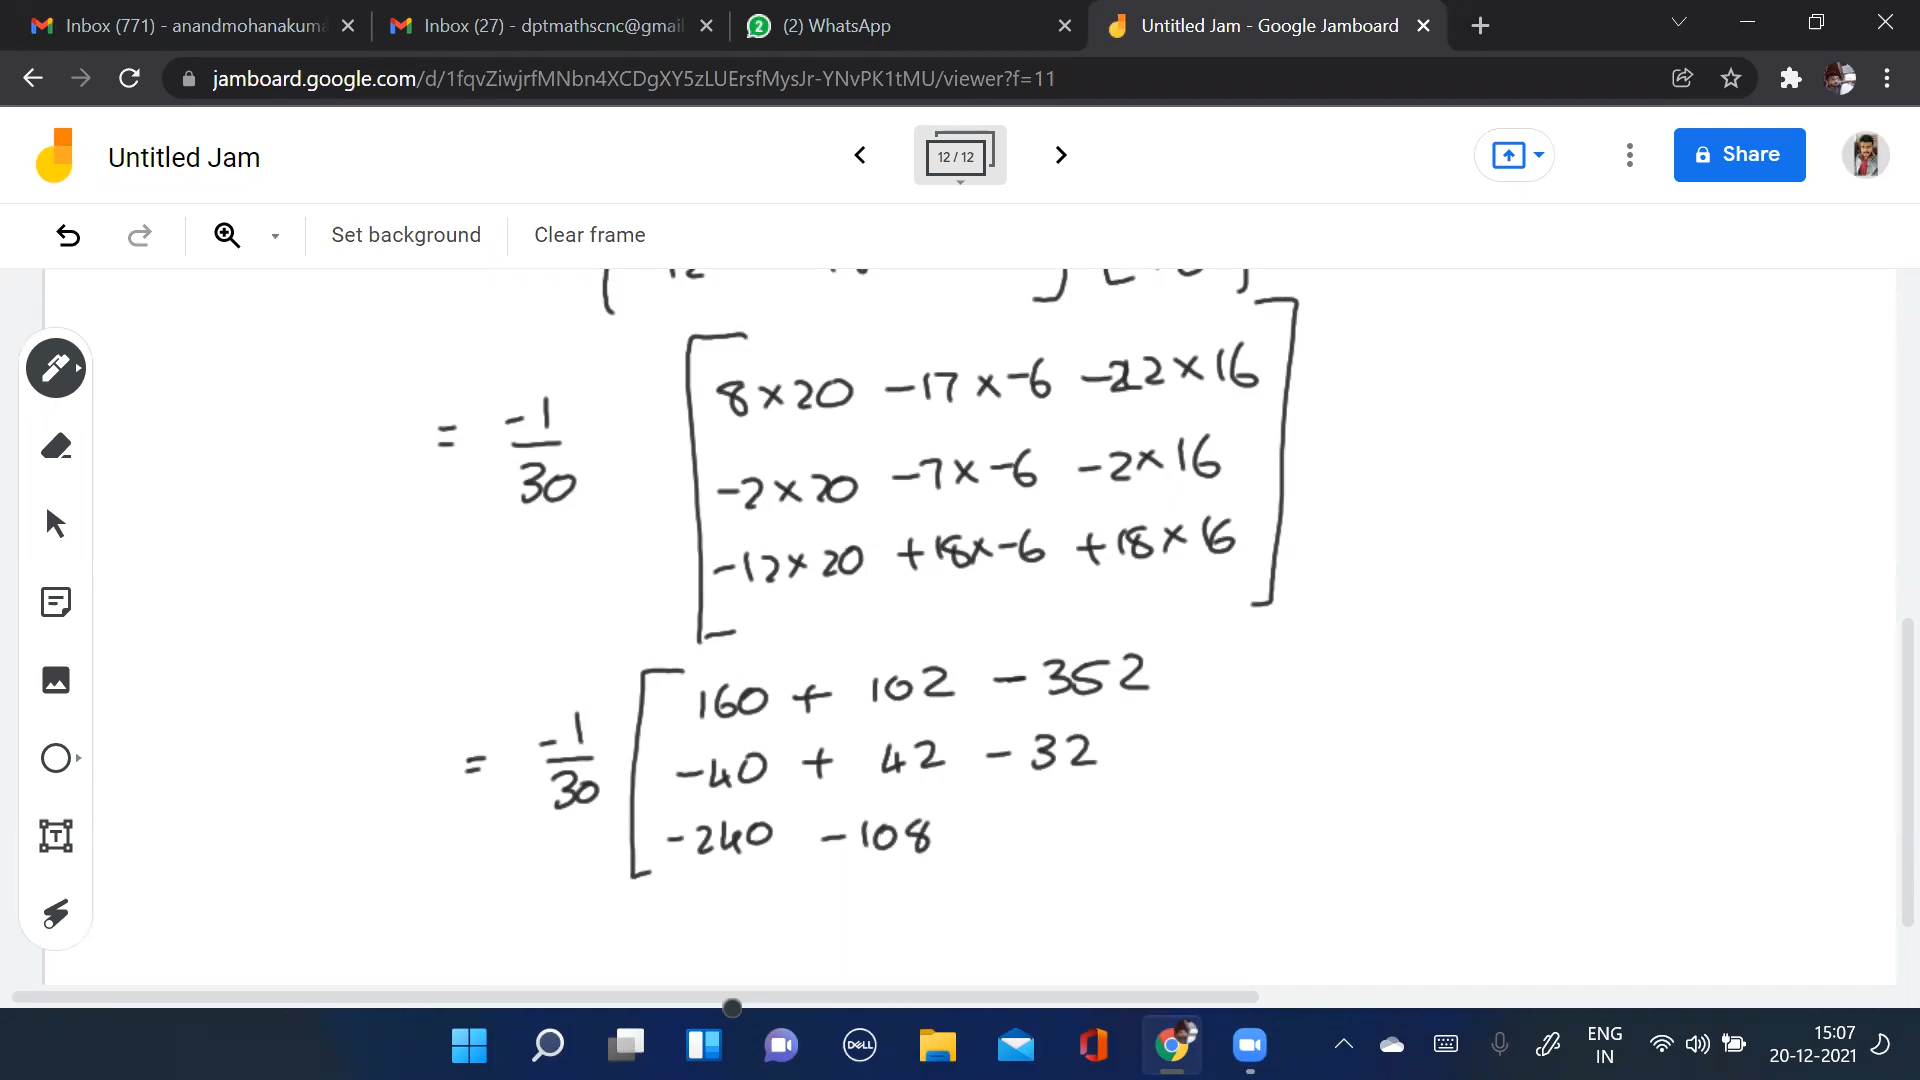 Inbox (771) - anandmohanakuma
Inbox (27) - dptmathscnc@gmail
2 (2) WhatsApp
Untitled Jam - Google Jamboard
jamboard.google.com/d/1fqvZiwjrfMNbn4XCDgXY5zLUErsfMysJr-YNvPK1tMU/viewer?f=11
Untitled Jam
12 / 12
Share
Set background
Clear frame
8 × 20 - 17 × -6 - 22 × 16
= -1/30
-2 × 20 - 7 × -6 - 2 × 16
-12 × 20 + 18 × -6 + 18 × 16
160 + 102 - 352
= -1/30
-40 + 42 - 32
-240 - 108
DELL
ENG
IN
15:07
20-12-2021